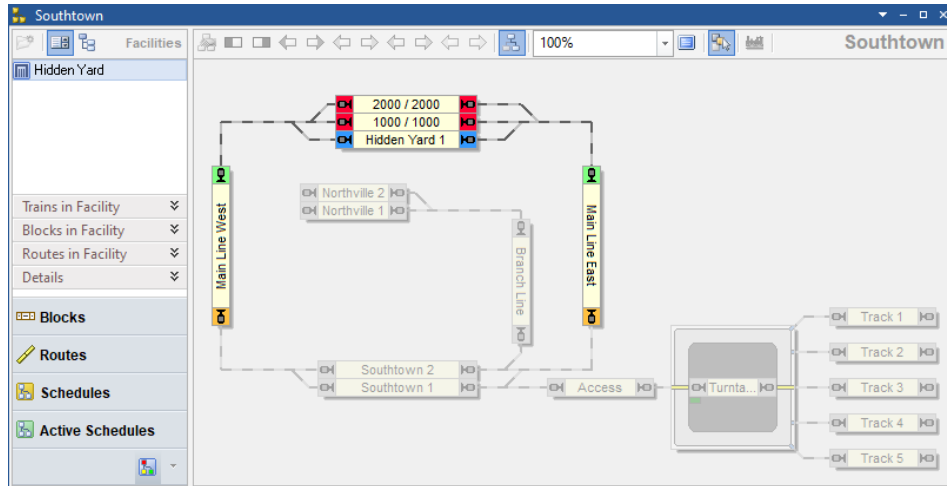 Southtown
Facilities
100%
Southtown
Hidden Yard
Trains in Facility
Blocks in Facility
Routes in Facility
Details
Blocks
Routes
Schedules
Active Schedules
2000 / 2000
1000 / 1000
Hidden Yard 1
Main Line West
Northville 2
Northville 1
Branch Line
Main Line East
Southtown 2
Southtown 1
Access
Turnta...
Track 1
Track 2
Track 3
Track 4
Track 5